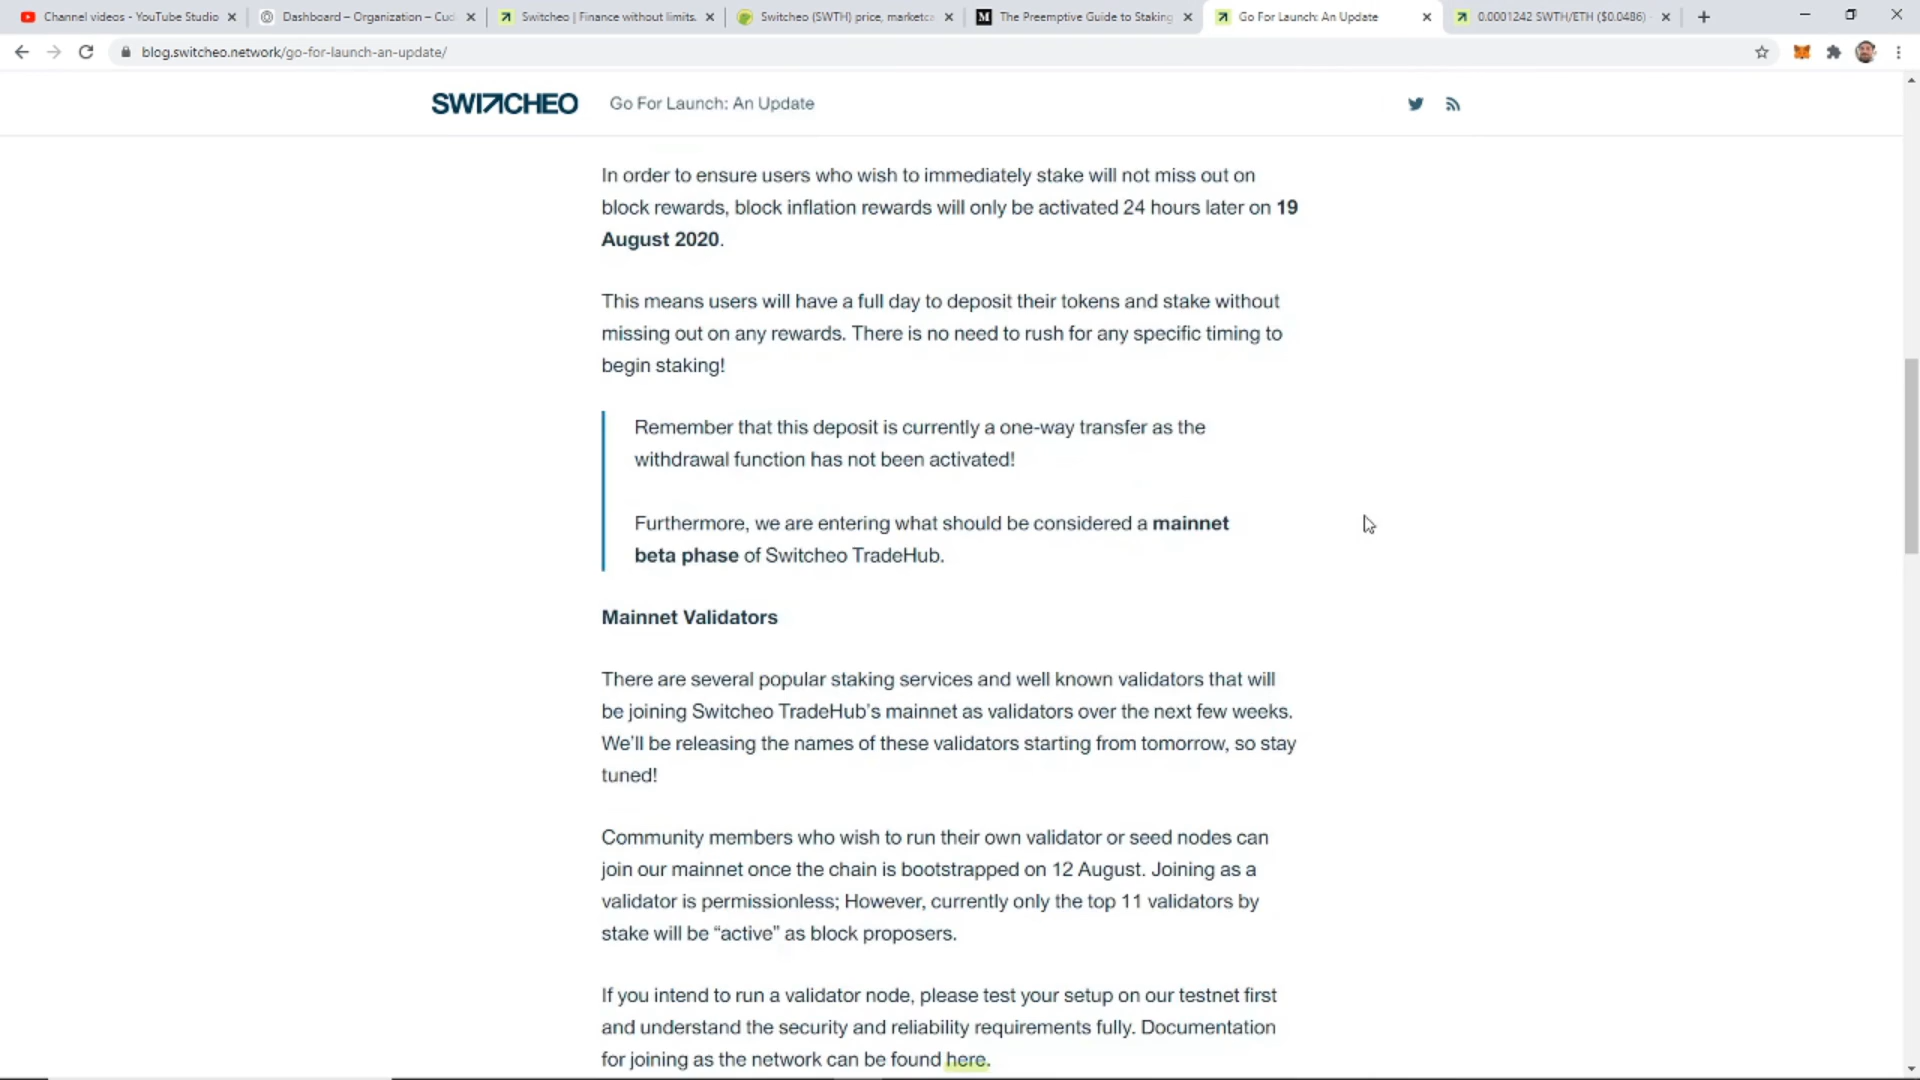 Channel videos - YouTube Studio
Dashboard – Organization – Cud
Switcheo | Finance without limits.
Switcheo (SWTH) price, marketca
M The Preemptive Guide to Staking
Go For Launch: An Update
0.0001242 SWTH/ETH ($0.0486)
blog.switcheo.network/go-for-launch-an-update/
SWITCHEO Go For Launch: An Update
In order to ensure users who wish to immediately stake will not miss out on
block rewards, block inflation rewards will only be activated 24 hours later on 19
August 2020.
This means users will have a full day to deposit their tokens and stake without
missing out on any rewards. There is no need to rush for any specific timing to
begin staking!
Remember that this deposit is currently a one-way transfer as the
withdrawal function has not been activated!
Furthermore, we are entering what should be considered a mainnet
beta phase of Switcheo TradeHub.
Mainnet Validators
There are several popular staking services and well known validators that will
be joining Switcheo TradeHub's mainnet as validators over the next few weeks.
We'll be releasing the names of these validators starting from tomorrow, so stay
tuned!
Community members who wish to run their own validator or seed nodes can
join our mainnet once the chain is bootstrapped on 12 August. Joining as a
validator is permissionless; However, currently only the top 11 validators by
stake will be “active” as block proposers.
If you intend to run a validator node, please test your setup on our testnet first
and understand the security and reliability requirements fully. Documentation
for joining as the network can be found here.